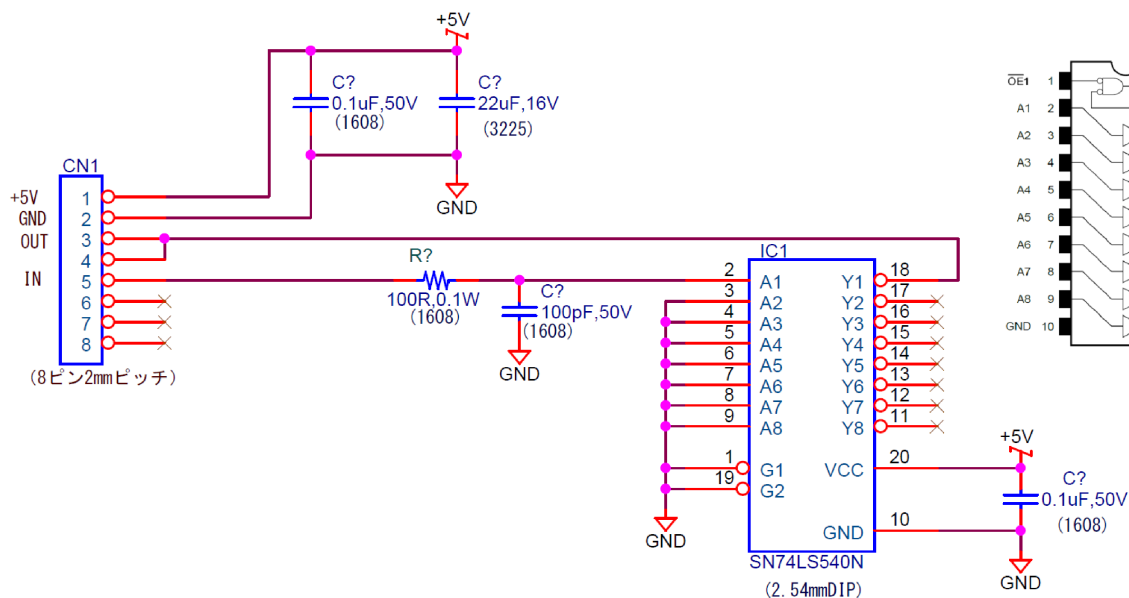 +5V
C?
0.1uF,50V
(1608)
C?
22uF,16V
(3225)
GND
CN1
+5V
GND
OUT
IN
1
2
3
4
5
6
7
8
(8ピン2mmピッチ)
R?
100R,0.1W
(1608)
C?
100pF,50V
(1608)
GND
IC1
2 A1 Y1 18
3 A2 Y2 17
4 A3 Y3 16
5 A4 Y4 15
6 A5 Y5 14
7 A6 Y6 13
8 A7 Y7 12
9 A8 Y8 11
1 G1 VCC 20
19 G2
GND 10
GND
SN74LS540N
(2.54mmDIP)
+5V
C?
0.1uF,50V
(1608)
GND
OE1 1
A1 2
A2 3
A3 4
A4 5
A5 6
A6 7
A7 8
A8 9
GND 10